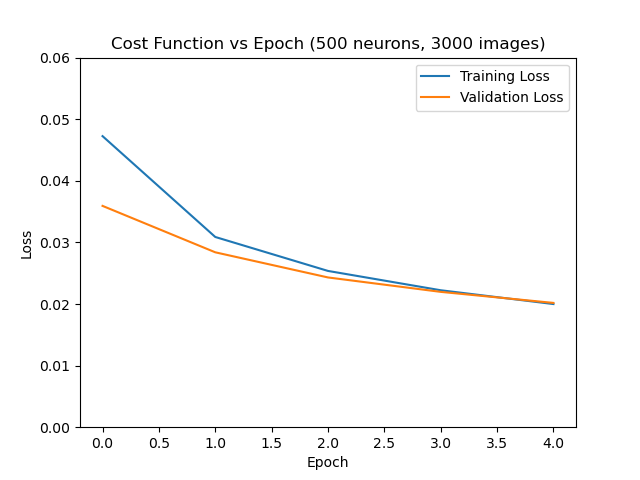 Cost Function vs Epoch (500 neurons, 3000 images)
Training Loss
Validation Loss
0.06
0.05
0.04
0.03
0.02
0.01
0.00
Loss
0.0 0.5 1.0 1.5 2.0 2.5 3.0 3.5 4.0
Epoch